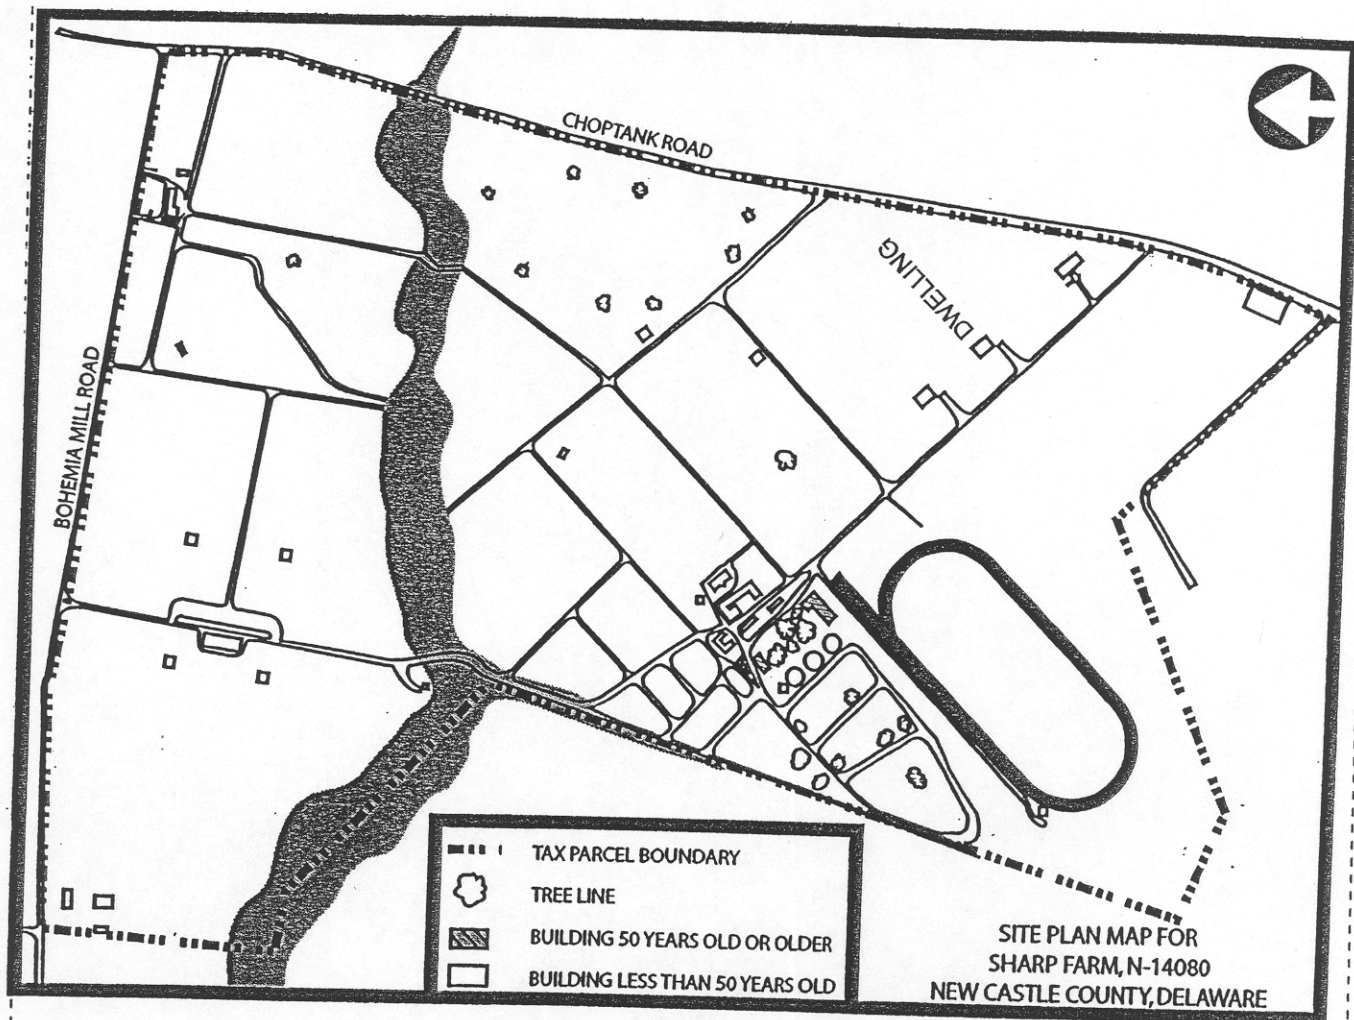 CHOPTANK ROAD
DWELLING
BOHEMIA MILL ROAD
TAX PARCEL BOUNDARY
TREE LINE
BUILDING 50 YEARS OLD OR OLDER
BUILDING LESS THAN 50 YEARS OLD
SITE PLAN MAP FOR
SHARP FARM, N-14080
NEW CASTLE COUNTY, DELAWARE